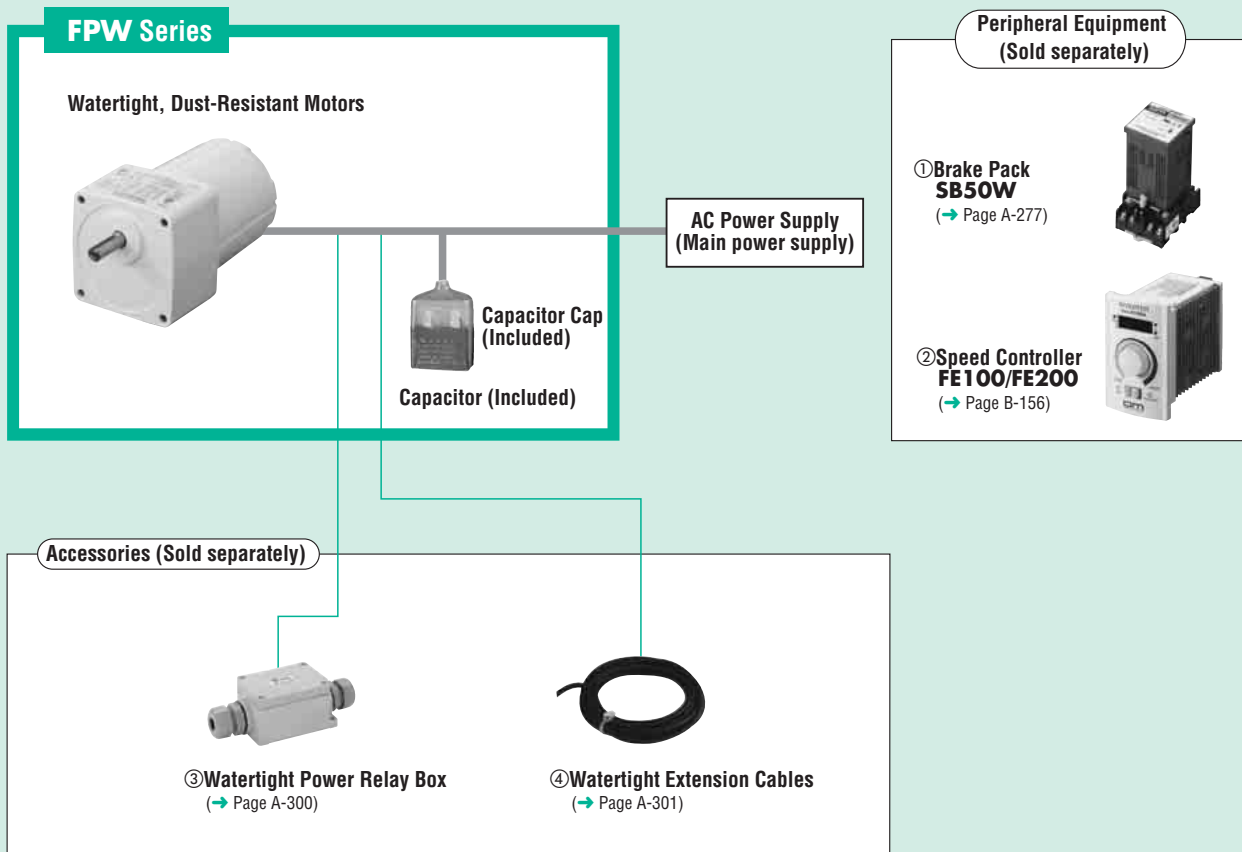 FPW Series
Watertight, Dust-Resistant Motors
Capacitor Cap
(Included)
Capacitor (Included)
AC Power Supply
(Main power supply)
Peripheral Equipment
(Sold separately)
①Brake Pack
SB50W
(➜ Page A-277)
②Speed Controller
FE100/FE200
(➜ Page B-156)
Accessories (Sold separately)
③Watertight Power Relay Box
(➜ Page A-300)
④Watertight Extension Cables
(➜ Page A-301)